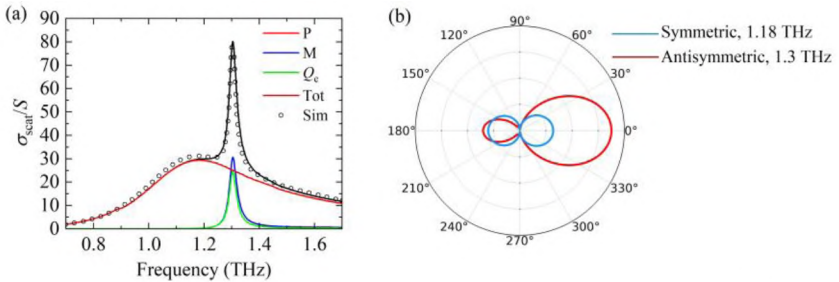 (a)
90
80
70
60
50
40
30
20
10
0
σscat/S
0.8 1.0 1.2 1.4 1.6
Frequency (THz)
P
M
Qe
Tot
Sim
(b)
90°
120° 60°
150° 30°
180° 0°
210° 330°
240° 300°
270°
Symmetric, 1.18 THz
Antisymmetric, 1.3 THz